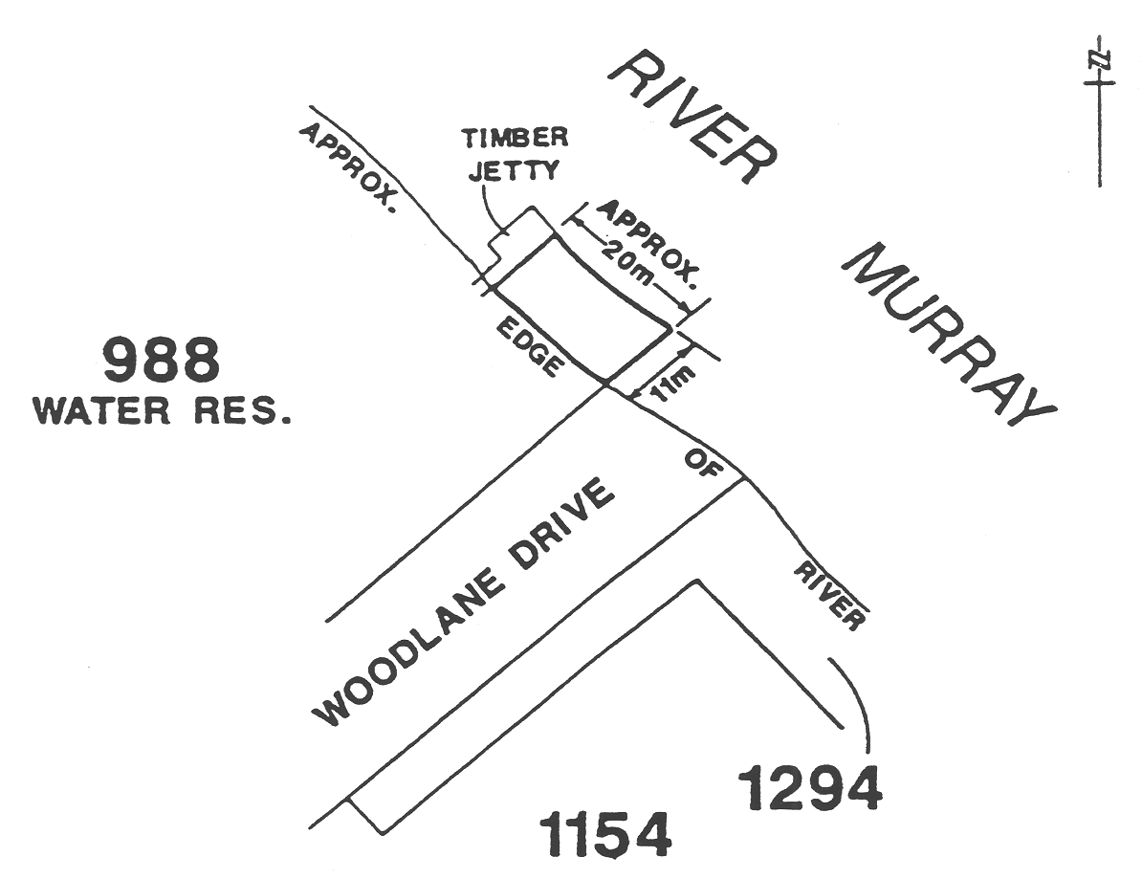 RIVER
MURRAY
N
TIMBER
JETTY
APPROX.
20m
11m
APPROX.
EDGE
OF
RIVER
988
WATER RES.
WOODLANE DRIVE
1294
1154